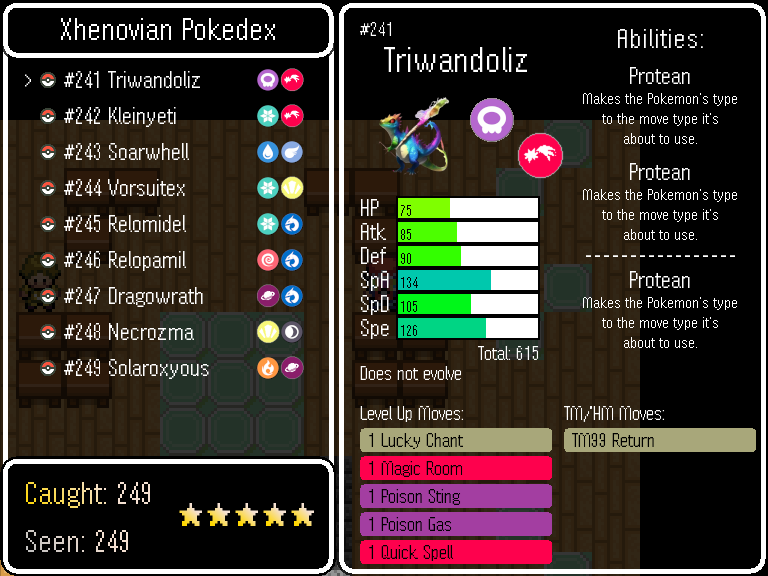 Xhenovian Pokedex
> #241 Triwandoliz
#242 Kleinyeti
#243 Soarwhell
#244 Vorsuitex
#245 Relomidel
#246 Relopamil
#247 Dragowrath
#248 Necrozma
#249 Solaroxyous
Caught: 249
Seen: 249
#241
Triwandoliz
HP 75
Atk 85
Def 90
SpA 134
SpD 105
Spe 126
Total: 615
Does not evolve
Abilities:
Protean
Makes the Pokemon's type
to the move type it's
about to use.
Protean
Makes the Pokemon's type
to the move type it's
about to use.
Protean
Makes the Pokemon's type
to the move type it's
about to use.
Level Up Moves:
1 Lucky Chant
1 Magic Room
1 Poison Sting
1 Poison Gas
1 Quick Spell
TM/HM Moves:
TM99 Return